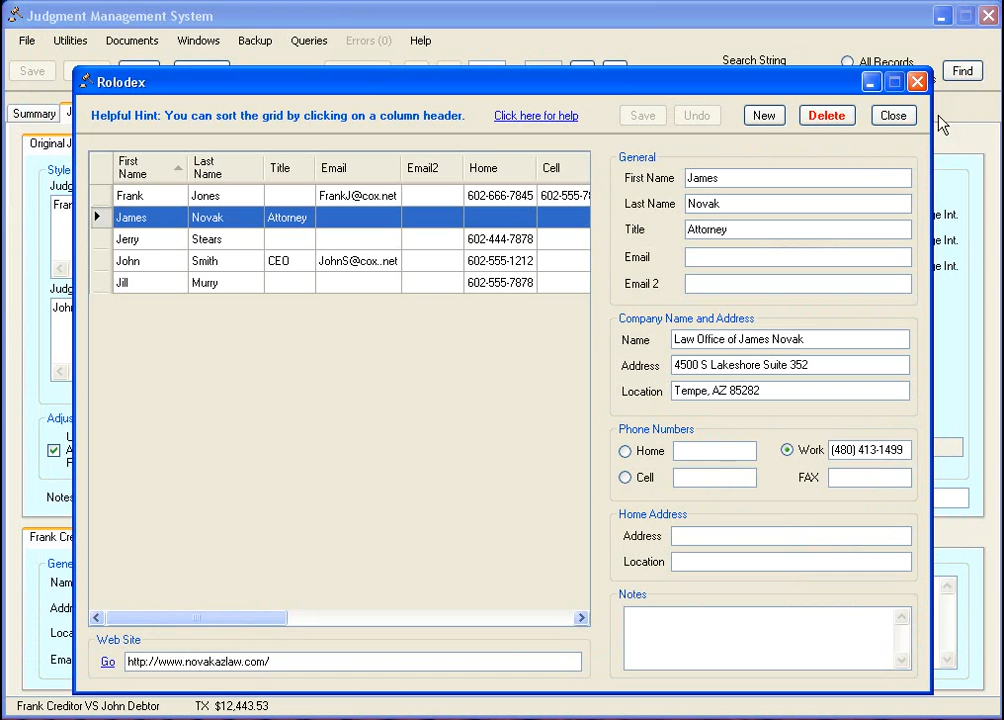 Judgment Management System
File Utilities Documents Windows Backup Queries Errors (0) Help
Save Search String All Records Find
Rolodex
Helpful Hint: You can sort the grid by clicking on a column header. Click here for help Save Undo New Delete Close
Summary
Original J
Style
Judg
Fran
Judg
John
Adjus
Notes
Frank Cre
Gene
Nam
Addr
Loca
Ema
ge Int.
ge Int.
ge Int.
First Name Last Name Title Email Email2 Home Cell
Frank Jones FrankJ@cox.net 602-666-7845 602-555-78
James Novak Attorney
Jerry Stears 602-444-7878
John Smith CEO JohnS@cox..net 602-555-1212
Jill Murry 602-555-7878
General
First Name James
Last Name Novak
Title Attorney
Email
Email 2
Company Name and Address
Name Law Office of James Novak
Address 4500 S Lakeshore Suite 352
Location Tempe, AZ 85282
Phone Numbers
Home Work (480) 413-1499
Cell FAX
Home Address
Address
Location
Notes
Web Site
Go http://www.novakazlaw.com/
Frank Creditor VS John Debtor TX $12,443.53